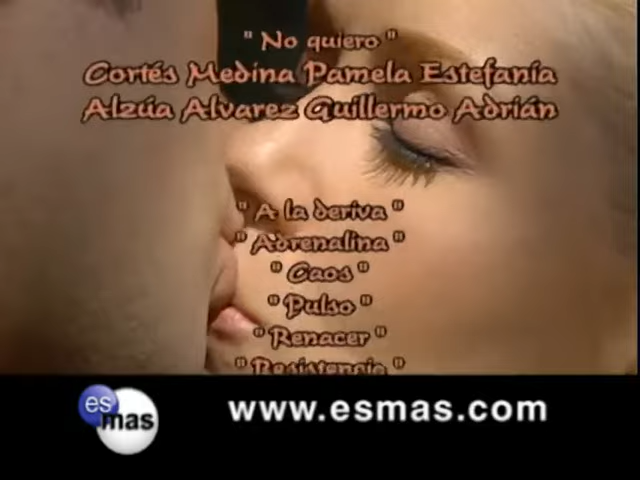 " No quiero "
Cortés Medina Pamela Estefanía
Alzúa Alvarez Guillermo Adrián
" A la deriva "
" Adrenalina "
" Caos "
" Pulso "
" Renacer "
" Resistencia "
es
mas
www.esmas.com